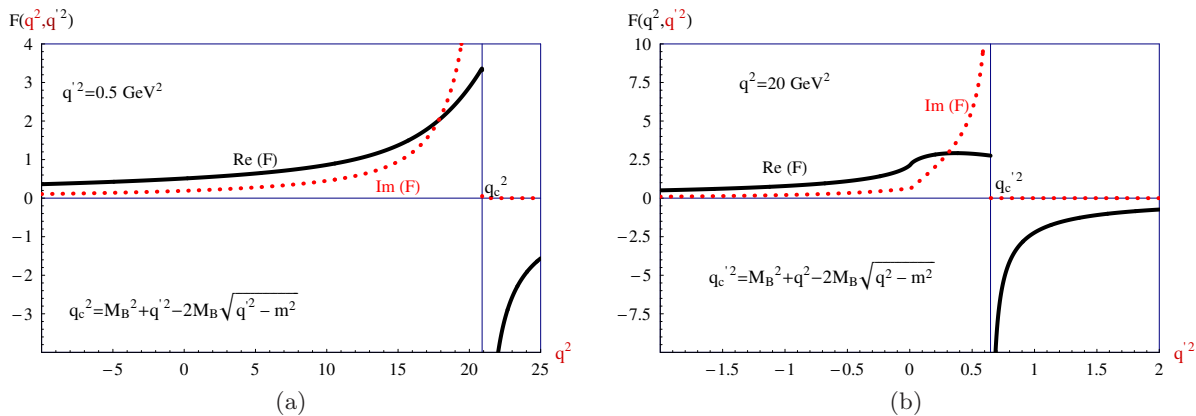 F(q²,q'²)
4
3
2
1
0
−1
−2
−3
q'²=0.5 GeV²
Re (F)
Im (F)
q_c²
q_c²=M_B²+q'²−2M_B√(q'²−m²)
−5 0 5 10 15 20 25
q²
(a)
F(q²,q'²)
10
7.5
5
2.5
0
−2.5
−5
−7.5
q²=20 GeV²
Im (F)
Re (F)
q_c'²
q_c'²=M_B²+q²−2M_B√(q²−m²)
−1.5 −1 −0.5 0 0.5 1 1.5 2
q'²
(b)